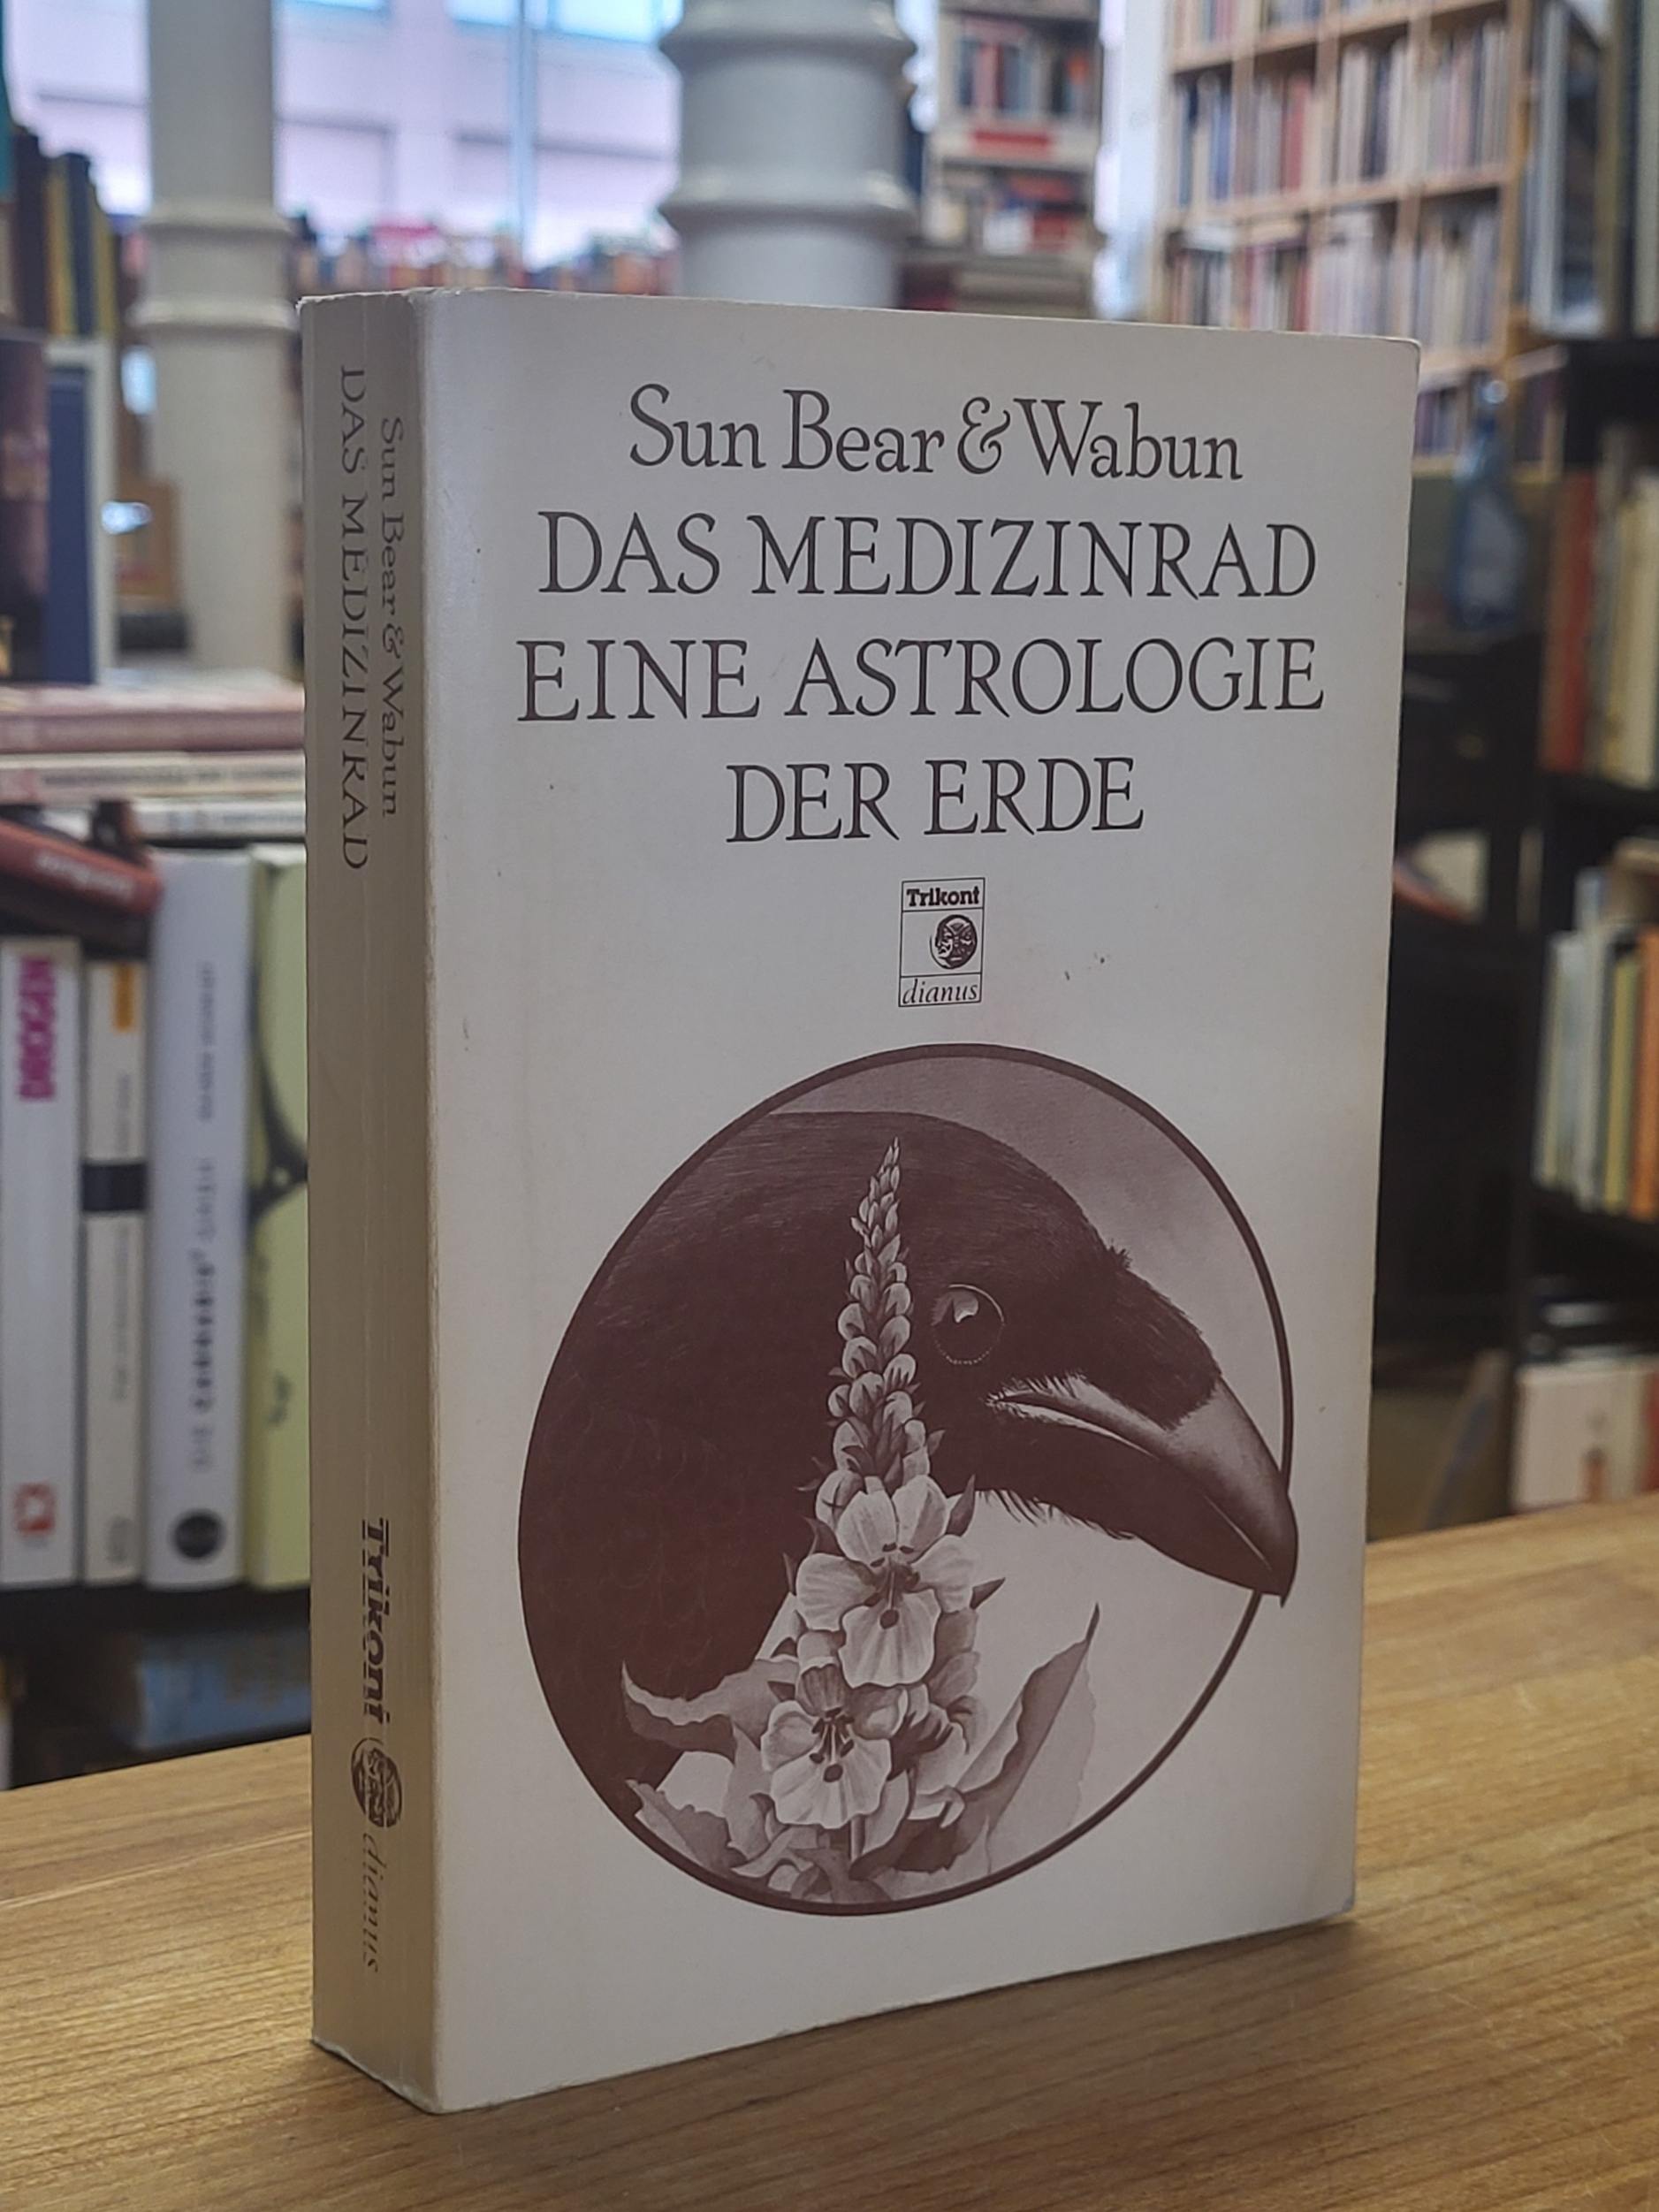 Sun Bear & Wabun
DAS MEDIZINRAD
EINE ASTROLOGIE
DER ERDE
Trikont
dianus
Sun Bear & Wabun
DAS MEDIZINRAD
Trikont
dianus